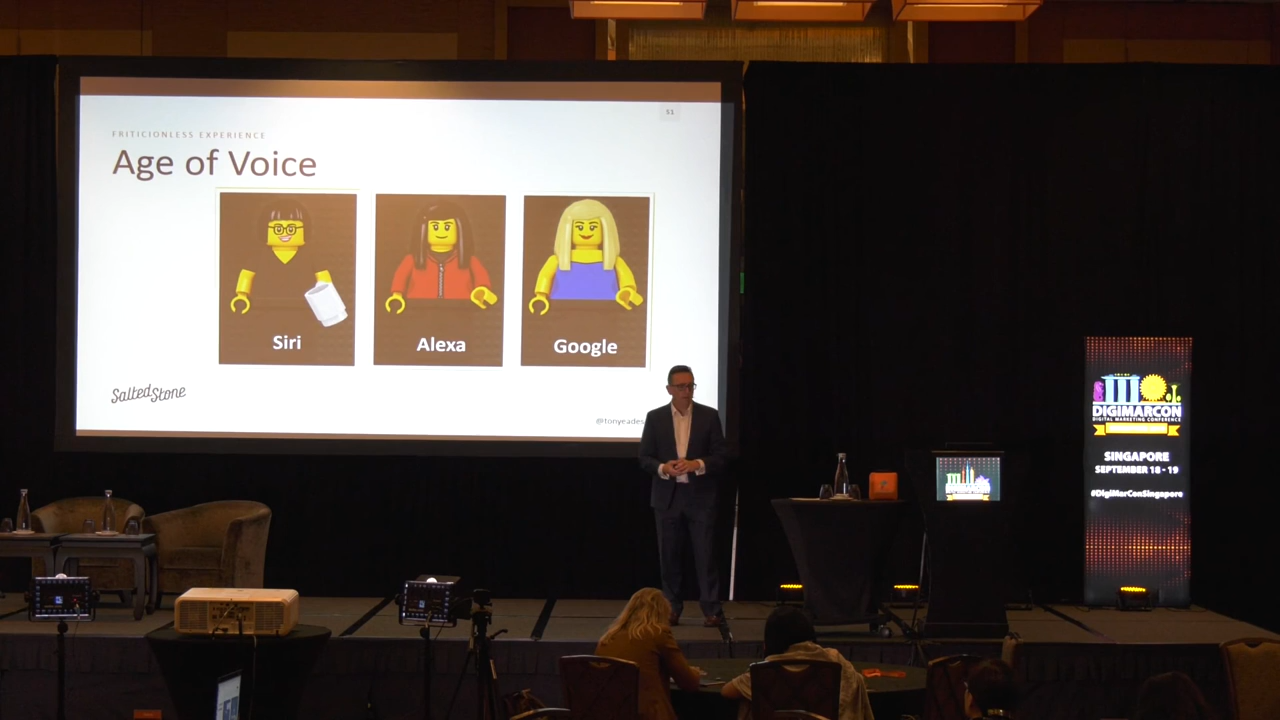 51
FRITICIONLESS EXPERIENCE
Age of Voice
Siri
Alexa
Google
SaltedStone
@tonyeades
DIGIMARCON
DIGITAL MARKETING CONFERENCE
SINGAPORE
SEPTEMBER 18 - 19
#DigiMarConSingapore